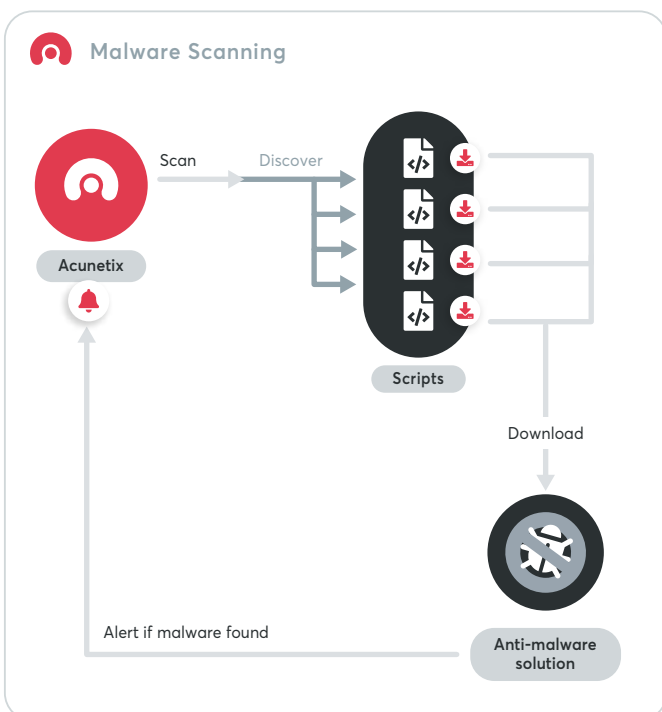 Malware Scanning
Scan
Discover
Acunetix
</>
</>
</>
</>
Scripts
Download
Alert if malware found
Anti-malware
solution